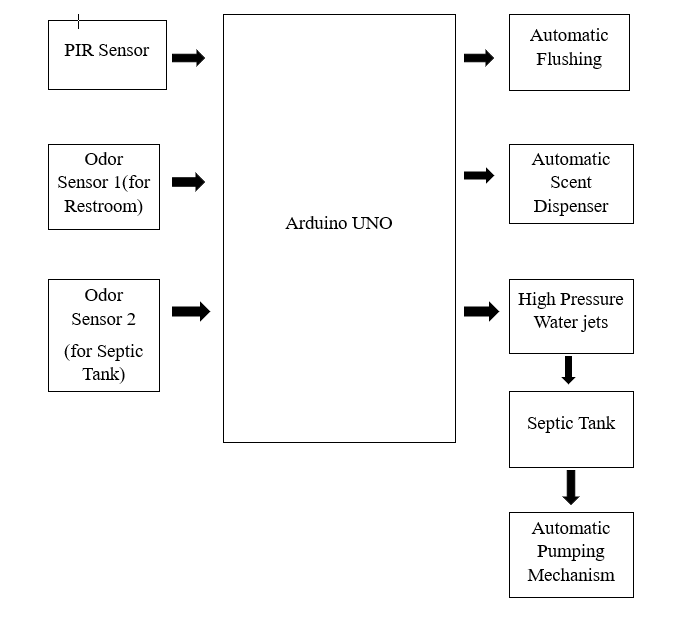 PIR Sensor
Odor
Sensor 1(for
Restroom)
Odor
Sensor 2
(for Septic
Tank)
Arduino UNO
Automatic
Flushing
Automatic
Scent
Dispenser
High Pressure
Water jets
Septic Tank
Automatic
Pumping
Mechanism